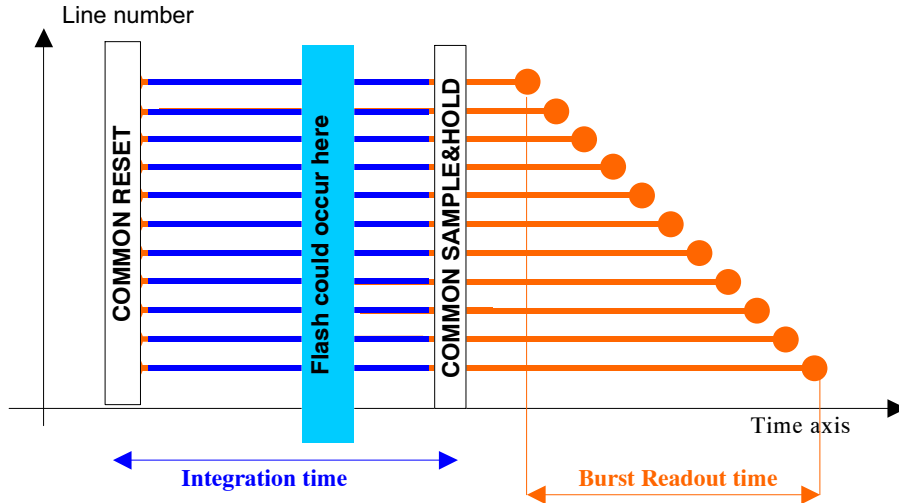 Line number
COMMON RESET
Flash could occur here
COMMON SAMPLE&HOLD
Time axis
Integration time
Burst Readout time